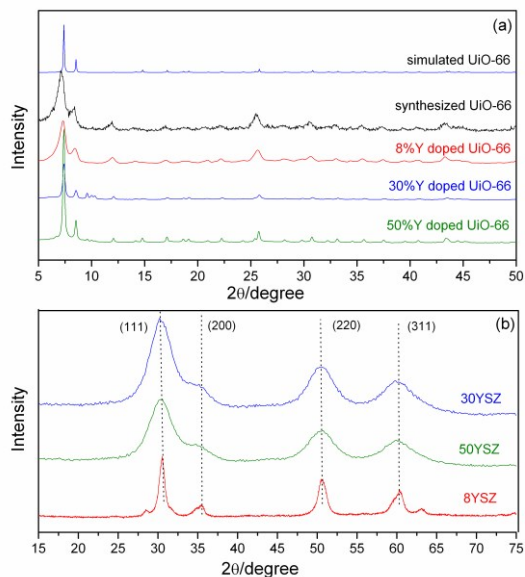 (a)
simulated UiO-66
synthesized UiO-66
8%Y doped UiO-66
30%Y doped UiO-66
50%Y doped UiO-66
Intensity
5 10 15 20 25 30 35 40 45 50
2θ/degree
(b)
(111) (200) (220) (311)
30YSZ
50YSZ
8YSZ
Intensity
15 20 25 30 35 40 45 50 55 60 65 70 75
2θ/degree